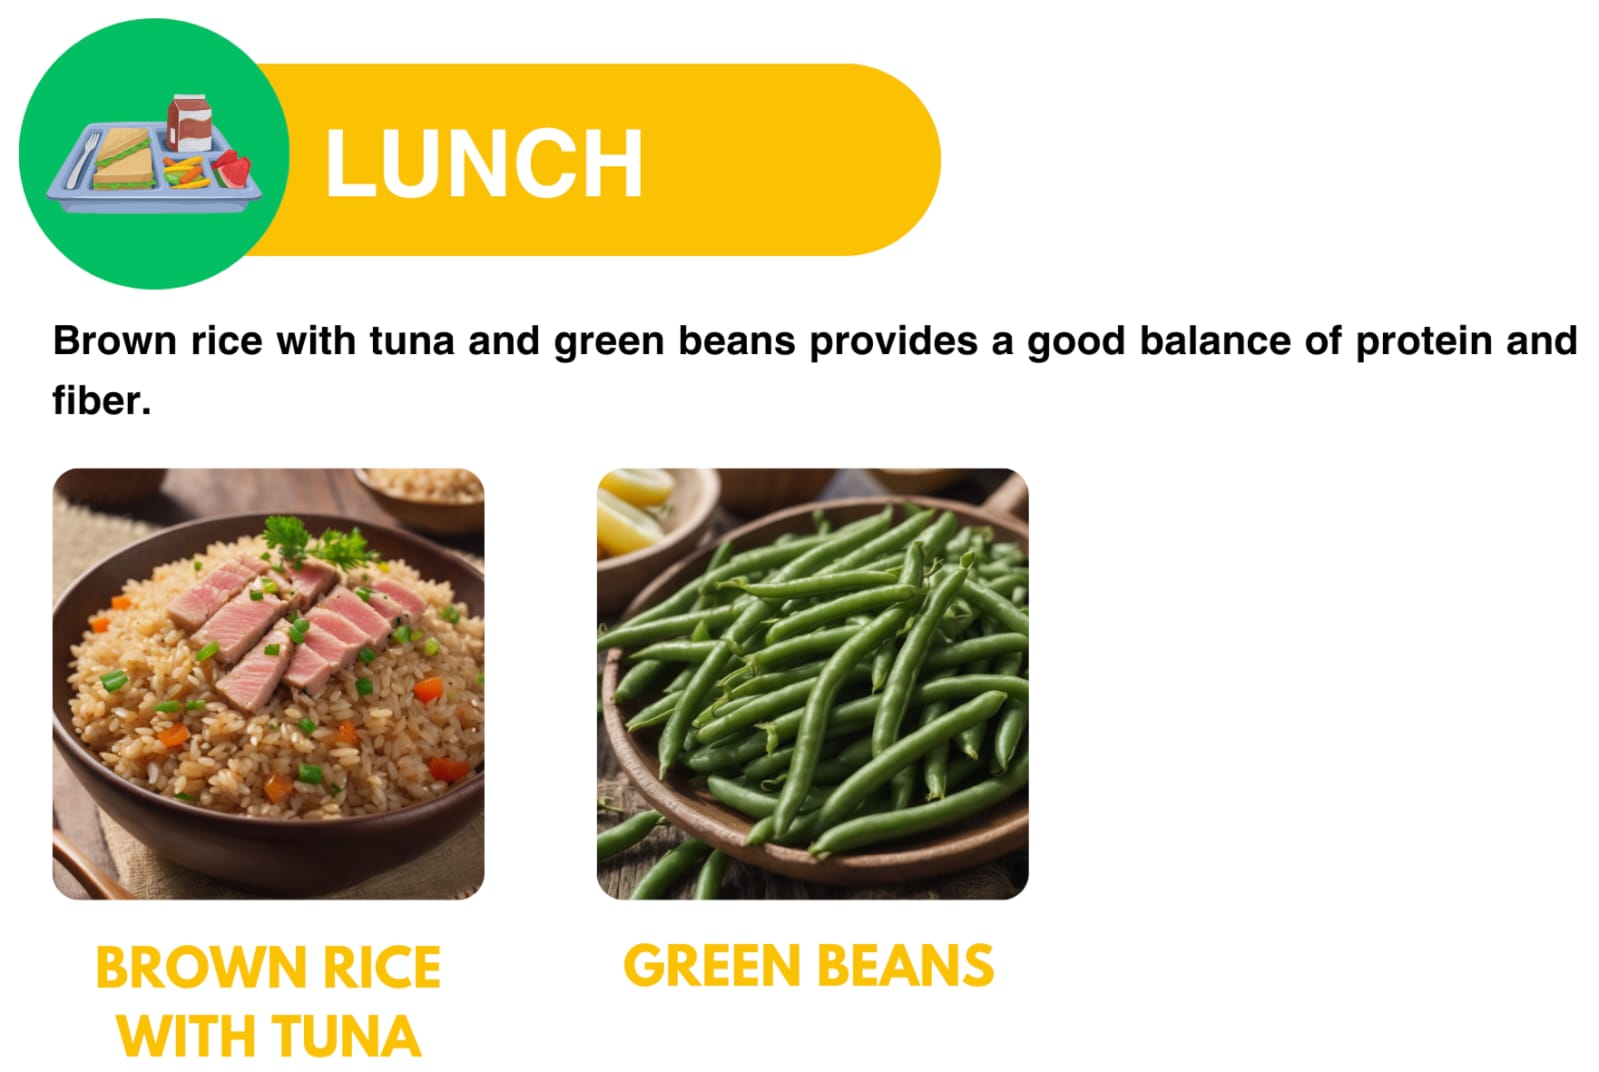 LUNCH
Brown rice with tuna and green beans provides a good balance of protein and
fiber.
BROWN RICE
WITH TUNA
GREEN BEANS